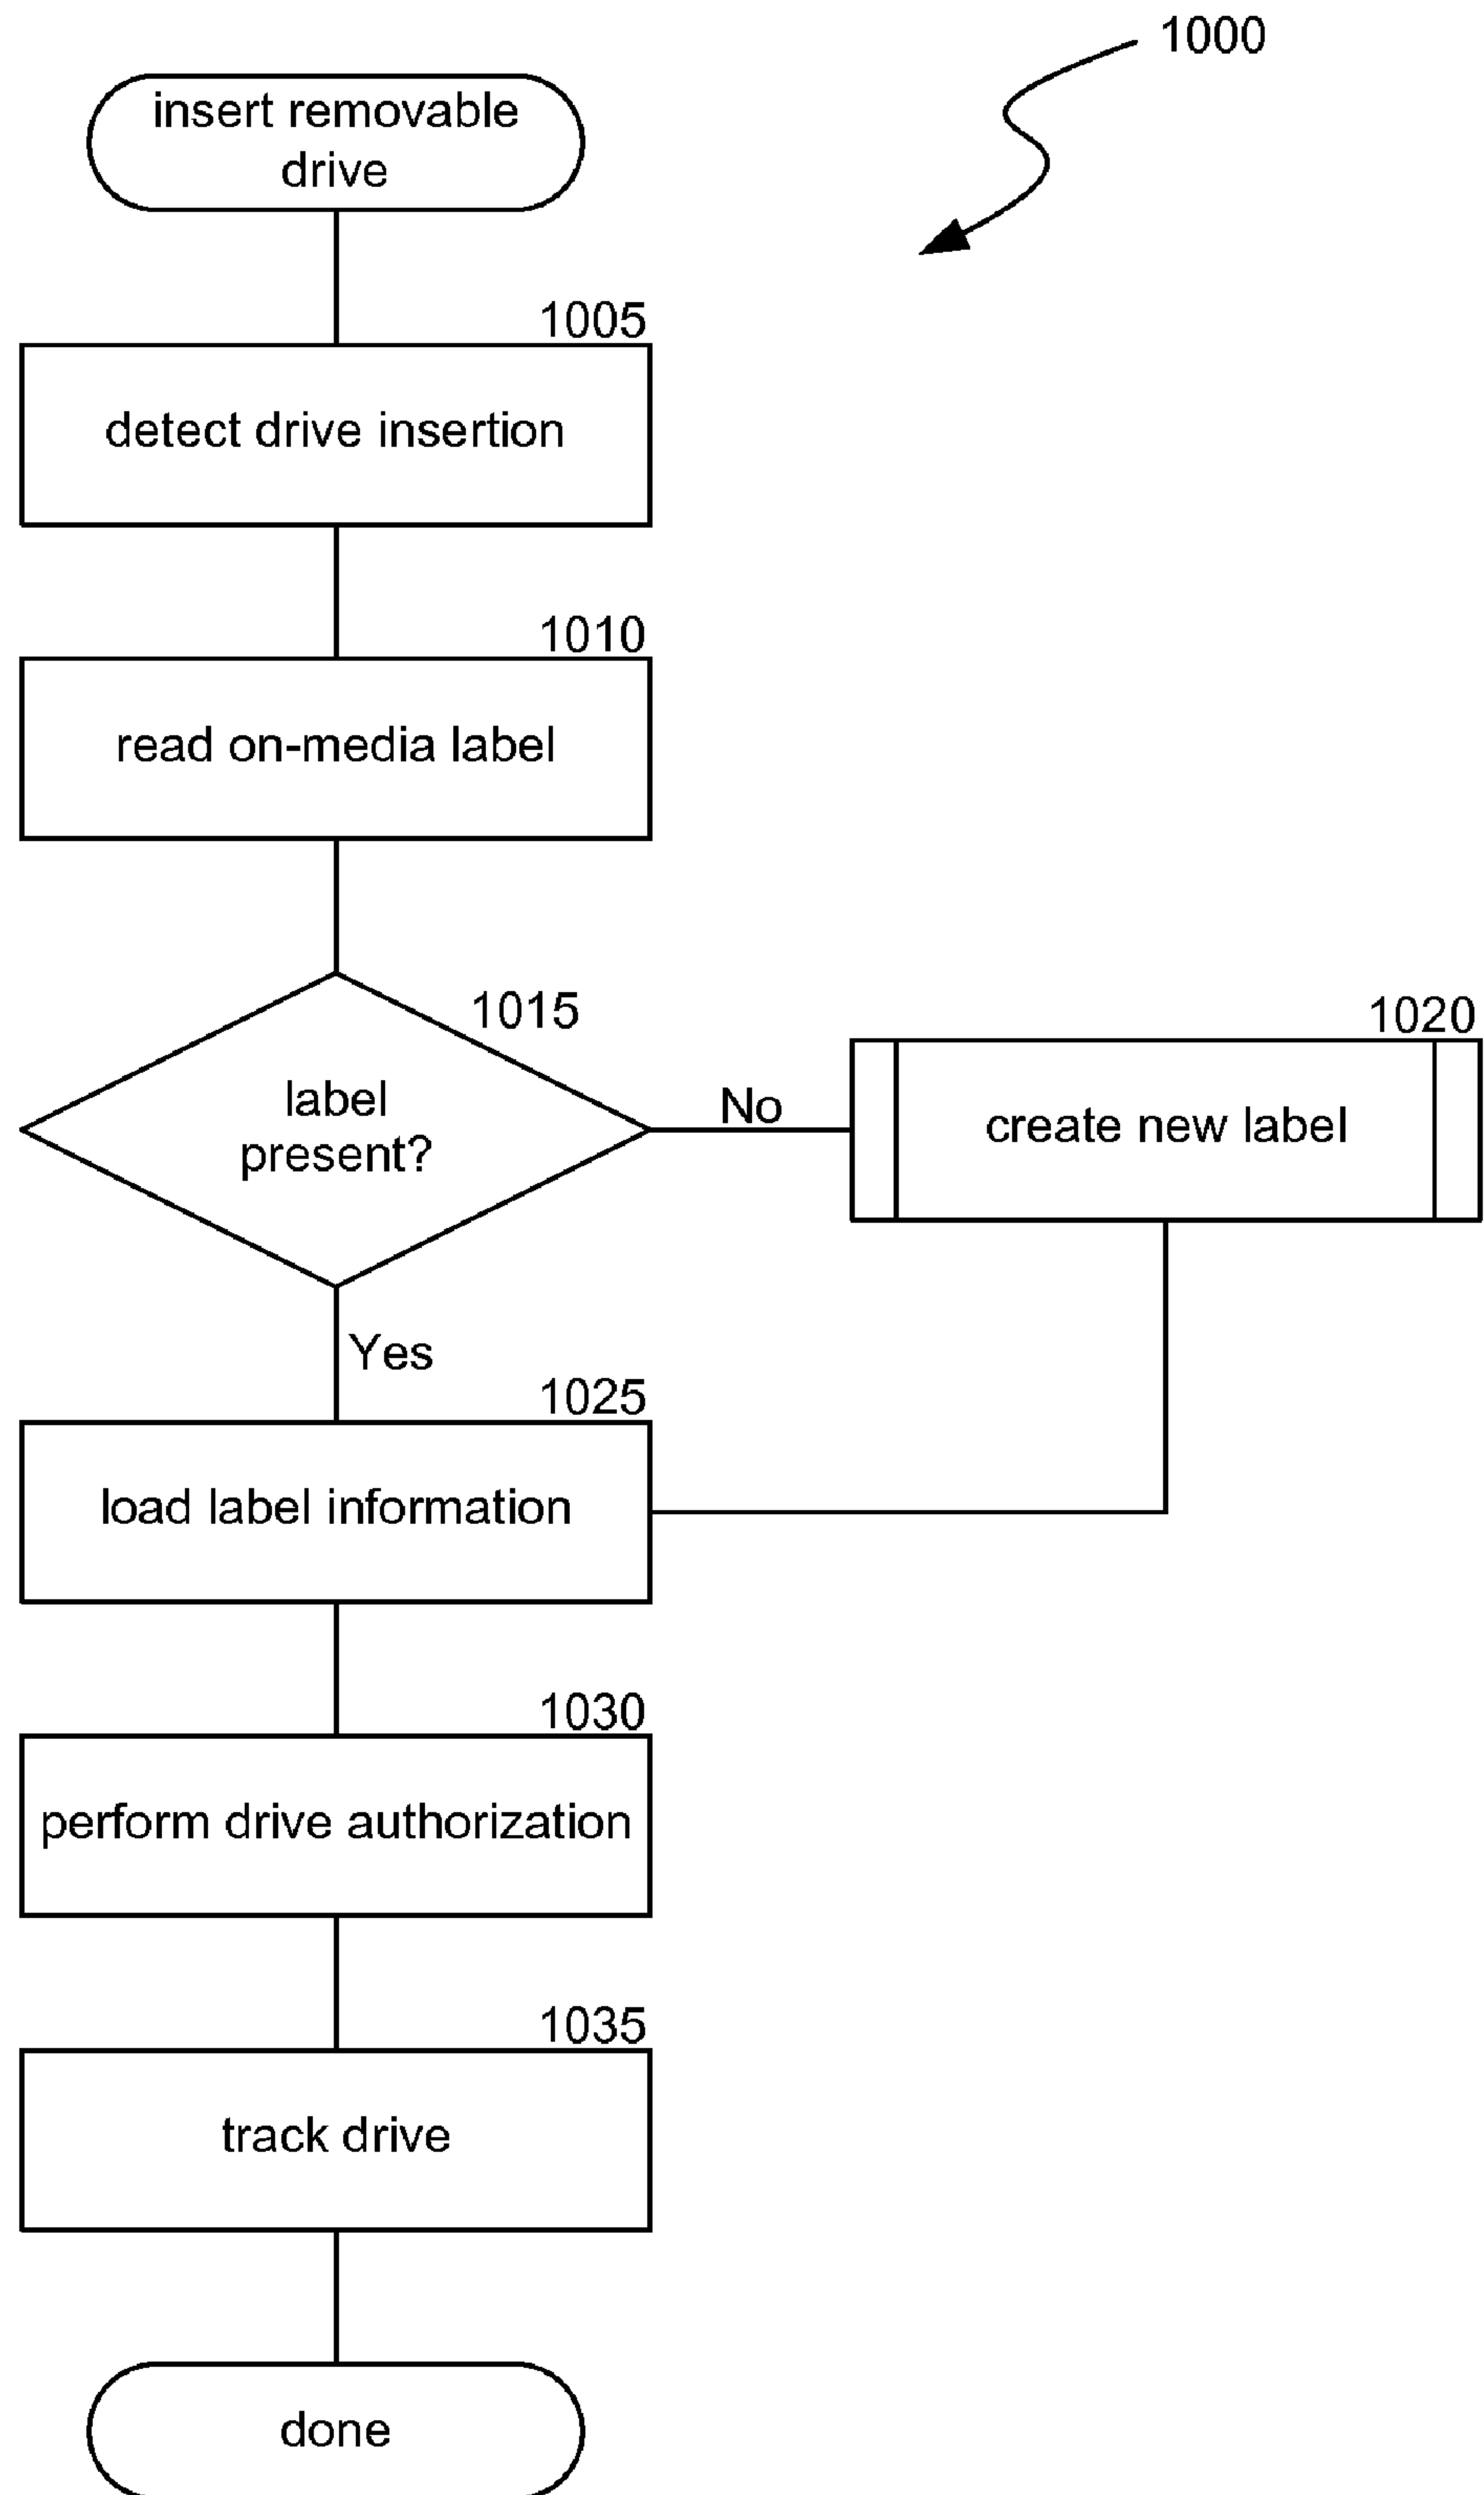 1000
insert removable
drive
1005
detect drive insertion
1010
read on-media label
1015
label
present?
No
1020
create new label
Yes
1025
load label information
1030
perform drive authorization
1035
track drive
done